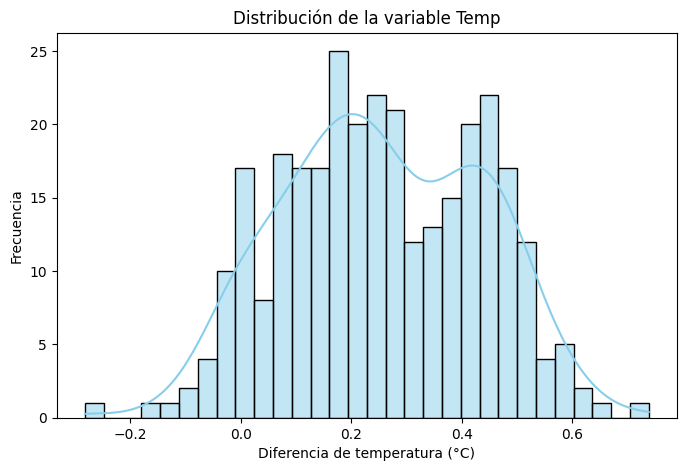 Distribución de la variable Temp
25
20
15
10
5
0
Frecuencia
−0.2 0.0 0.2 0.4 0.6
Diferencia de temperatura (°C)